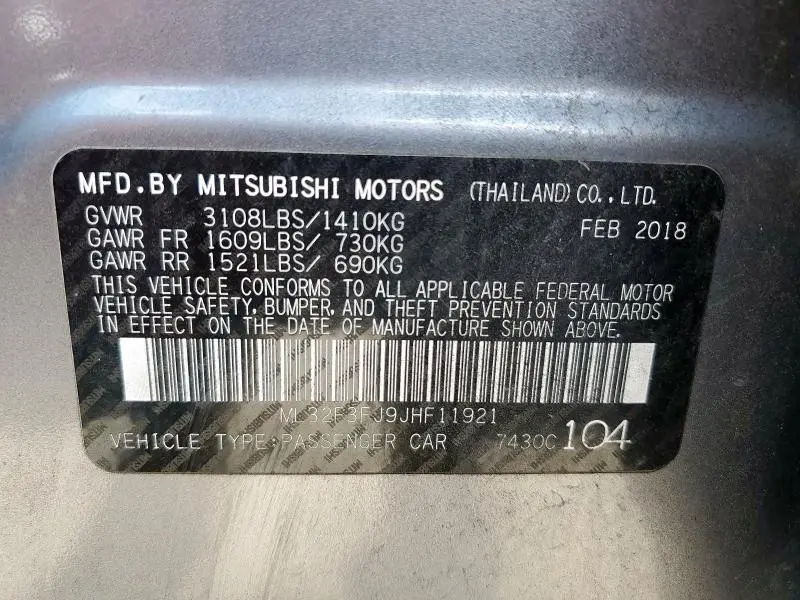 MFD.BY MITSUBISHI MOTORS (THAILAND) CO., LTD.
GVWR 3108LBS/1410KG FEB 2018
GAWR FR 1609LBS/ 730KG
GAWR RR 1521LBS/ 690KG
THIS VEHICLE CONFORMS TO ALL APPLICABLE FEDERAL MOTOR
VEHICLE SAFETY, BUMPER, AND THEFT PREVENTION STANDARDS
IN EFFECT ON THE DATE OF MANUFACTURE SHOWN ABOVE.
ML32F3FJ9JHF11921
VEHICLE TYPE:PASSENGER CAR 7430C 104